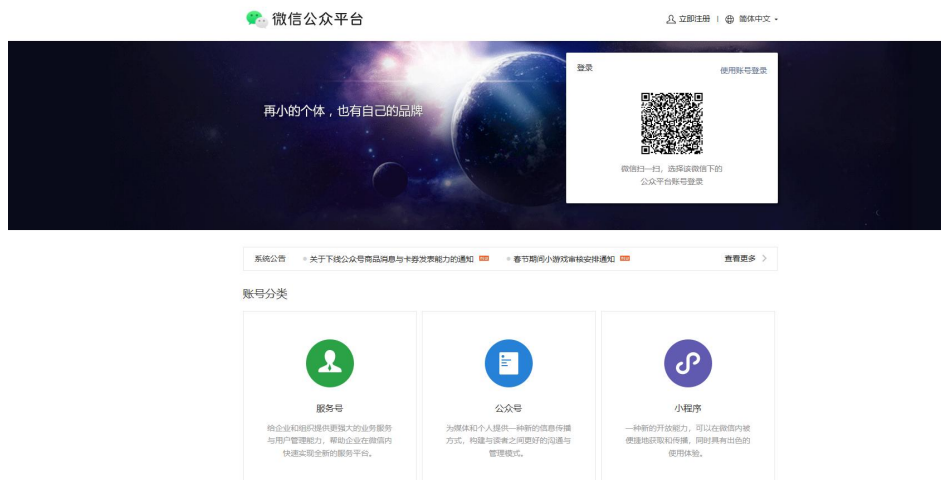 微信公众平台
立即注册 | 简体中文
登录
使用账号登录
再小的个体，也有自己的品牌
微信扫一扫，选择该微信下的
公众平台账号登录
系统公告
关于下线公众号商品消息与卡券发表能力的通知
春节期间小游戏审核安排通知
查看更多
账号分类
服务号
给企业和组织提供更强大的业务服务
与用户管理能力，帮助企业在微信内
快速实现全新的服务平台。
公众号
为媒体和个人提供一种新的信息传播
方式，构建与读者之间更好的沟通与
管理模式。
小程序
一种新的开放能力，可以在微信内被
便捷地获取和传播，同时具有出色的
使用体验。